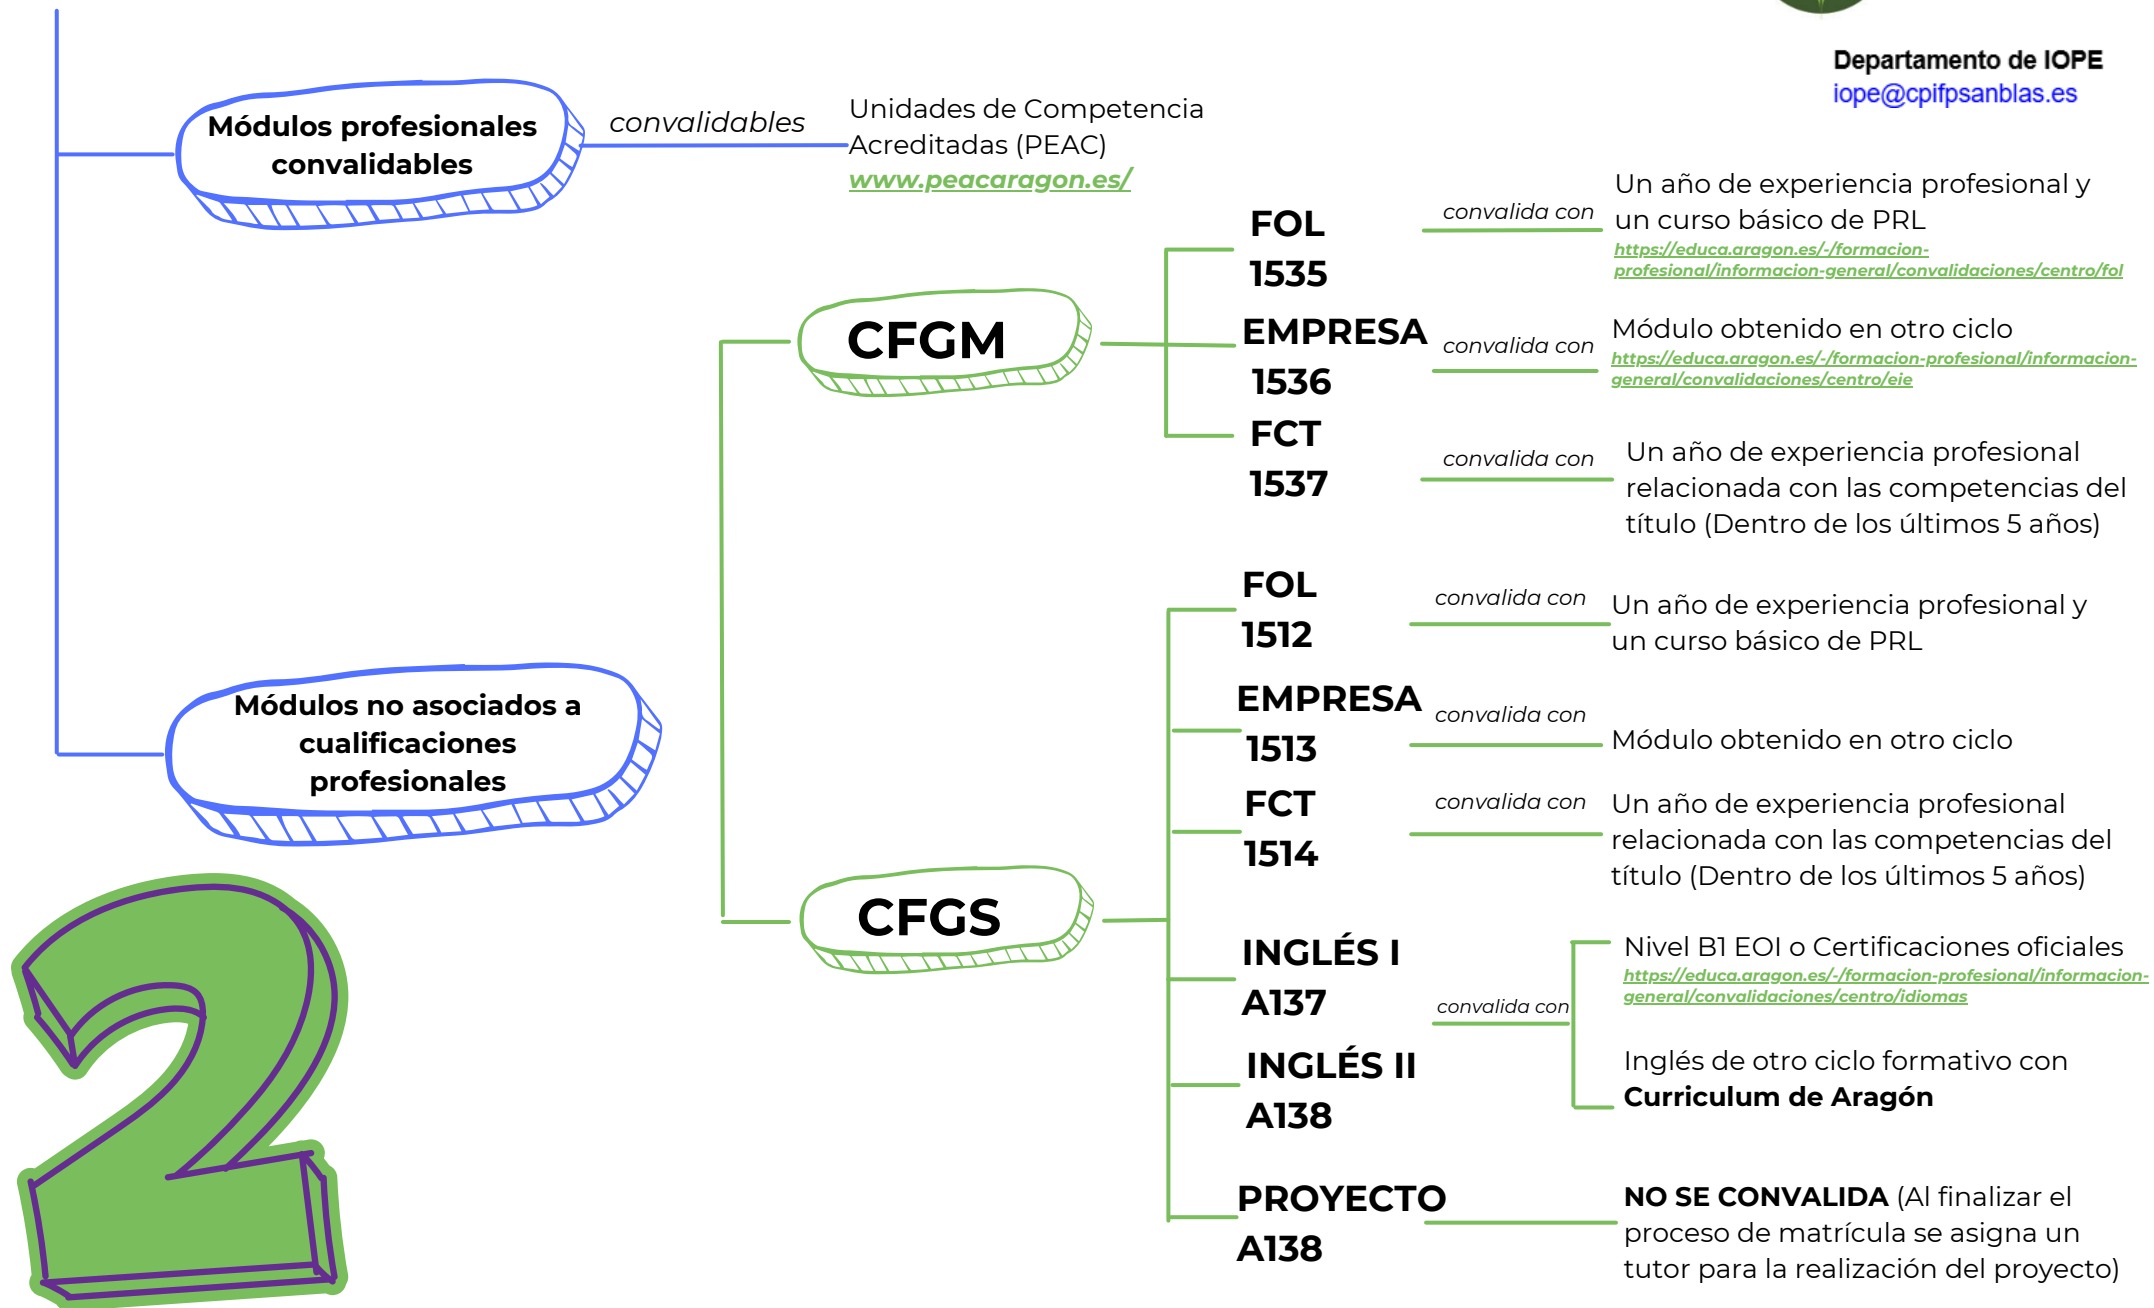 Departamento de IOPE
iope@cpifpsanblas.es
Módulos profesionales
convalidables
convalidables
Unidades de Competencia
Acreditadas (PEAC)
www.peacaragon.es/
CFGM
FOL
1535
convalida con
Un año de experiencia profesional y
un curso básico de PRL
https://educa.aragon.es/-/formacion-
profesional/informacion-general/convalidaciones/centro/fol
EMPRESA
1536
convalida con
Módulo obtenido en otro ciclo
https://educa.aragon.es/-/formacion-profesional/informacion-
general/convalidaciones/centro/eie
FCT
1537
convalida con
Un año de experiencia profesional
relacionada con las competencias del
título (Dentro de los últimos 5 años)
Módulos no asociados a
cualificaciones
profesionales
CFGS
FOL
1512
convalida con
Un año de experiencia profesional y
un curso básico de PRL
EMPRESA
1513
convalida con
Módulo obtenido en otro ciclo
FCT
1514
convalida con
Un año de experiencia profesional
relacionada con las competencias del
título (Dentro de los últimos 5 años)
INGLÉS I
A137
INGLÉS II
A138
convalida con
Nivel B1 EOI o Certificaciones oficiales
https://educa.aragon.es/-/formacion-profesional/informacion-
general/convalidaciones/centro/idiomas
Inglés de otro ciclo formativo con
Curriculum de Aragón
PROYECTO
A138
NO SE CONVALIDA (Al finalizar el
proceso de matrícula se asigna un
tutor para la realización del proyecto)
2